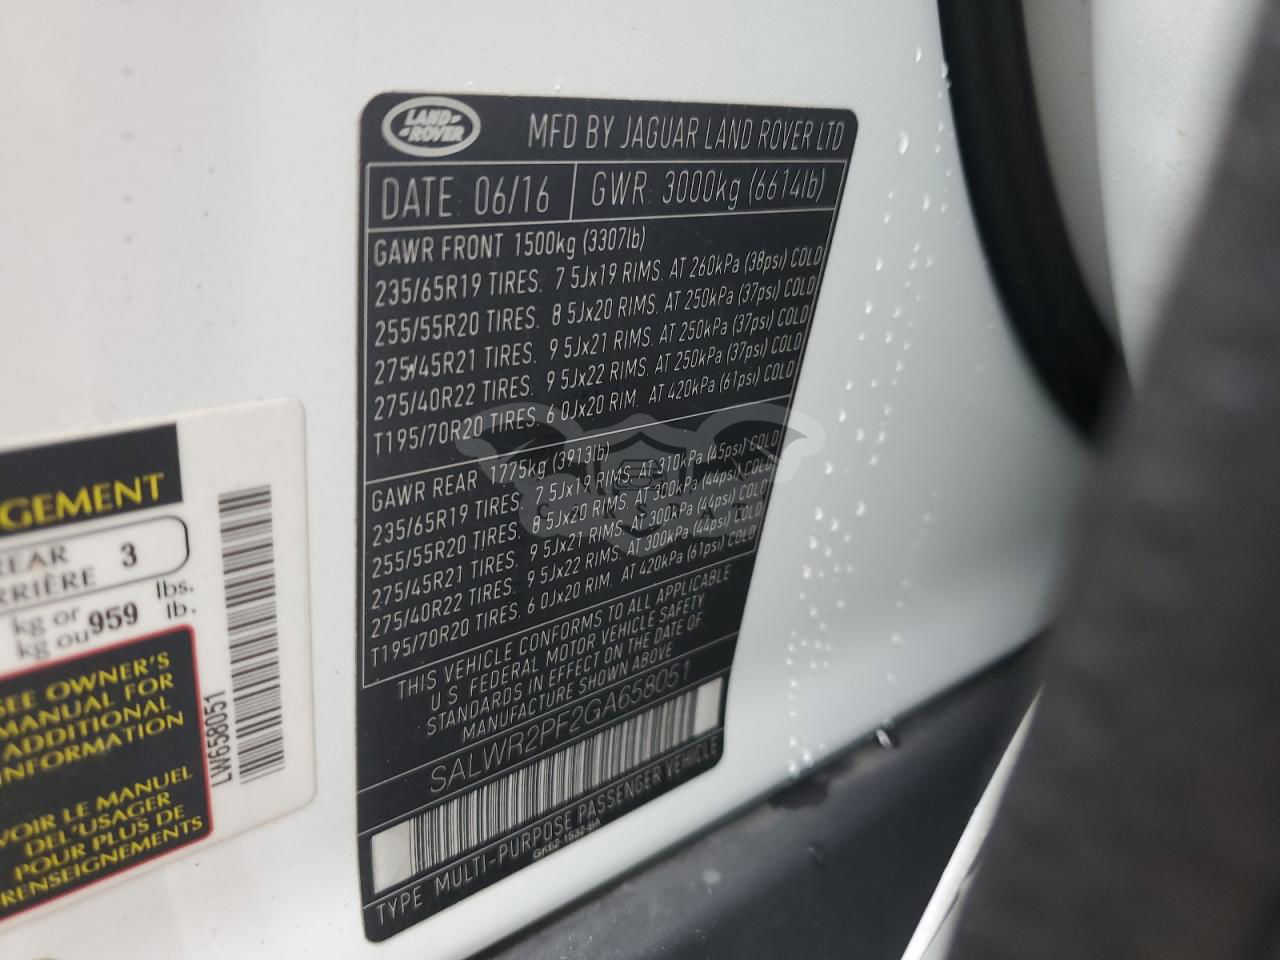 LAND-
-ROVER
MFD BY JAGUAR LAND ROVER LTD
DATE: 06/16
GWR: 3000kg (6614lb)
GAWR FRONT 1500kg (3307lb)
235/65R19 TIRES. 7 5Jx19 RIMS. AT 260kPa (38psi) COLD
255/55R20 TIRES. 8 5Jx20 RIMS. AT 250kPa (37psi) COLD
275/45R21 TIRES. 9 5Jx21 RIMS. AT 250kPa (37psi) COLD
275/40R22 TIRES. 9 5Jx22 RIMS. AT 250kPa (37psi) COLD
T195/70R20 TIRES. 6 0Jx20 RIM. AT 420kPa (61psi) COLD
GAWR REAR 1775kg (3913lb)
235/65R19 TIRES. 7 5Jx19 RIMS. AT 310kPa (45psi) COLD
255/55R20 TIRES. 8 5Jx20 RIMS. AT 300kPa (44psi) COLD
275/45R21 TIRES. 9 5Jx21 RIMS. AT 300kPa (44psi) COLD
275/40R22 TIRES. 9 5Jx22 RIMS. AT 300kPa (44psi) COLD
T195/70R20 TIRES. 6 0Jx20 RIM. AT 420kPa (61psi) COLD
THIS VEHICLE CONFORMS TO ALL APPLICABLE
U S FEDERAL MOTOR VEHICLE SAFETY
STANDARDS IN EFFECT ON THE DATE OF
MANUFACTURE SHOWN ABOVE
SALWR2PF2GA658051
TYPE MULTI-PURPOSE PASSENGER VEHICLE
GEMENT
REAR 3
RRIÈRE
kg or 959 lbs.
kg ou lb.
SEE OWNER'S
MANUAL FOR
ADDITIONAL
INFORMATION
VOIR LE MANUEL
DEL'USAGER
POUR PLUS DE
RENSEIGNEMENTS
LW658051